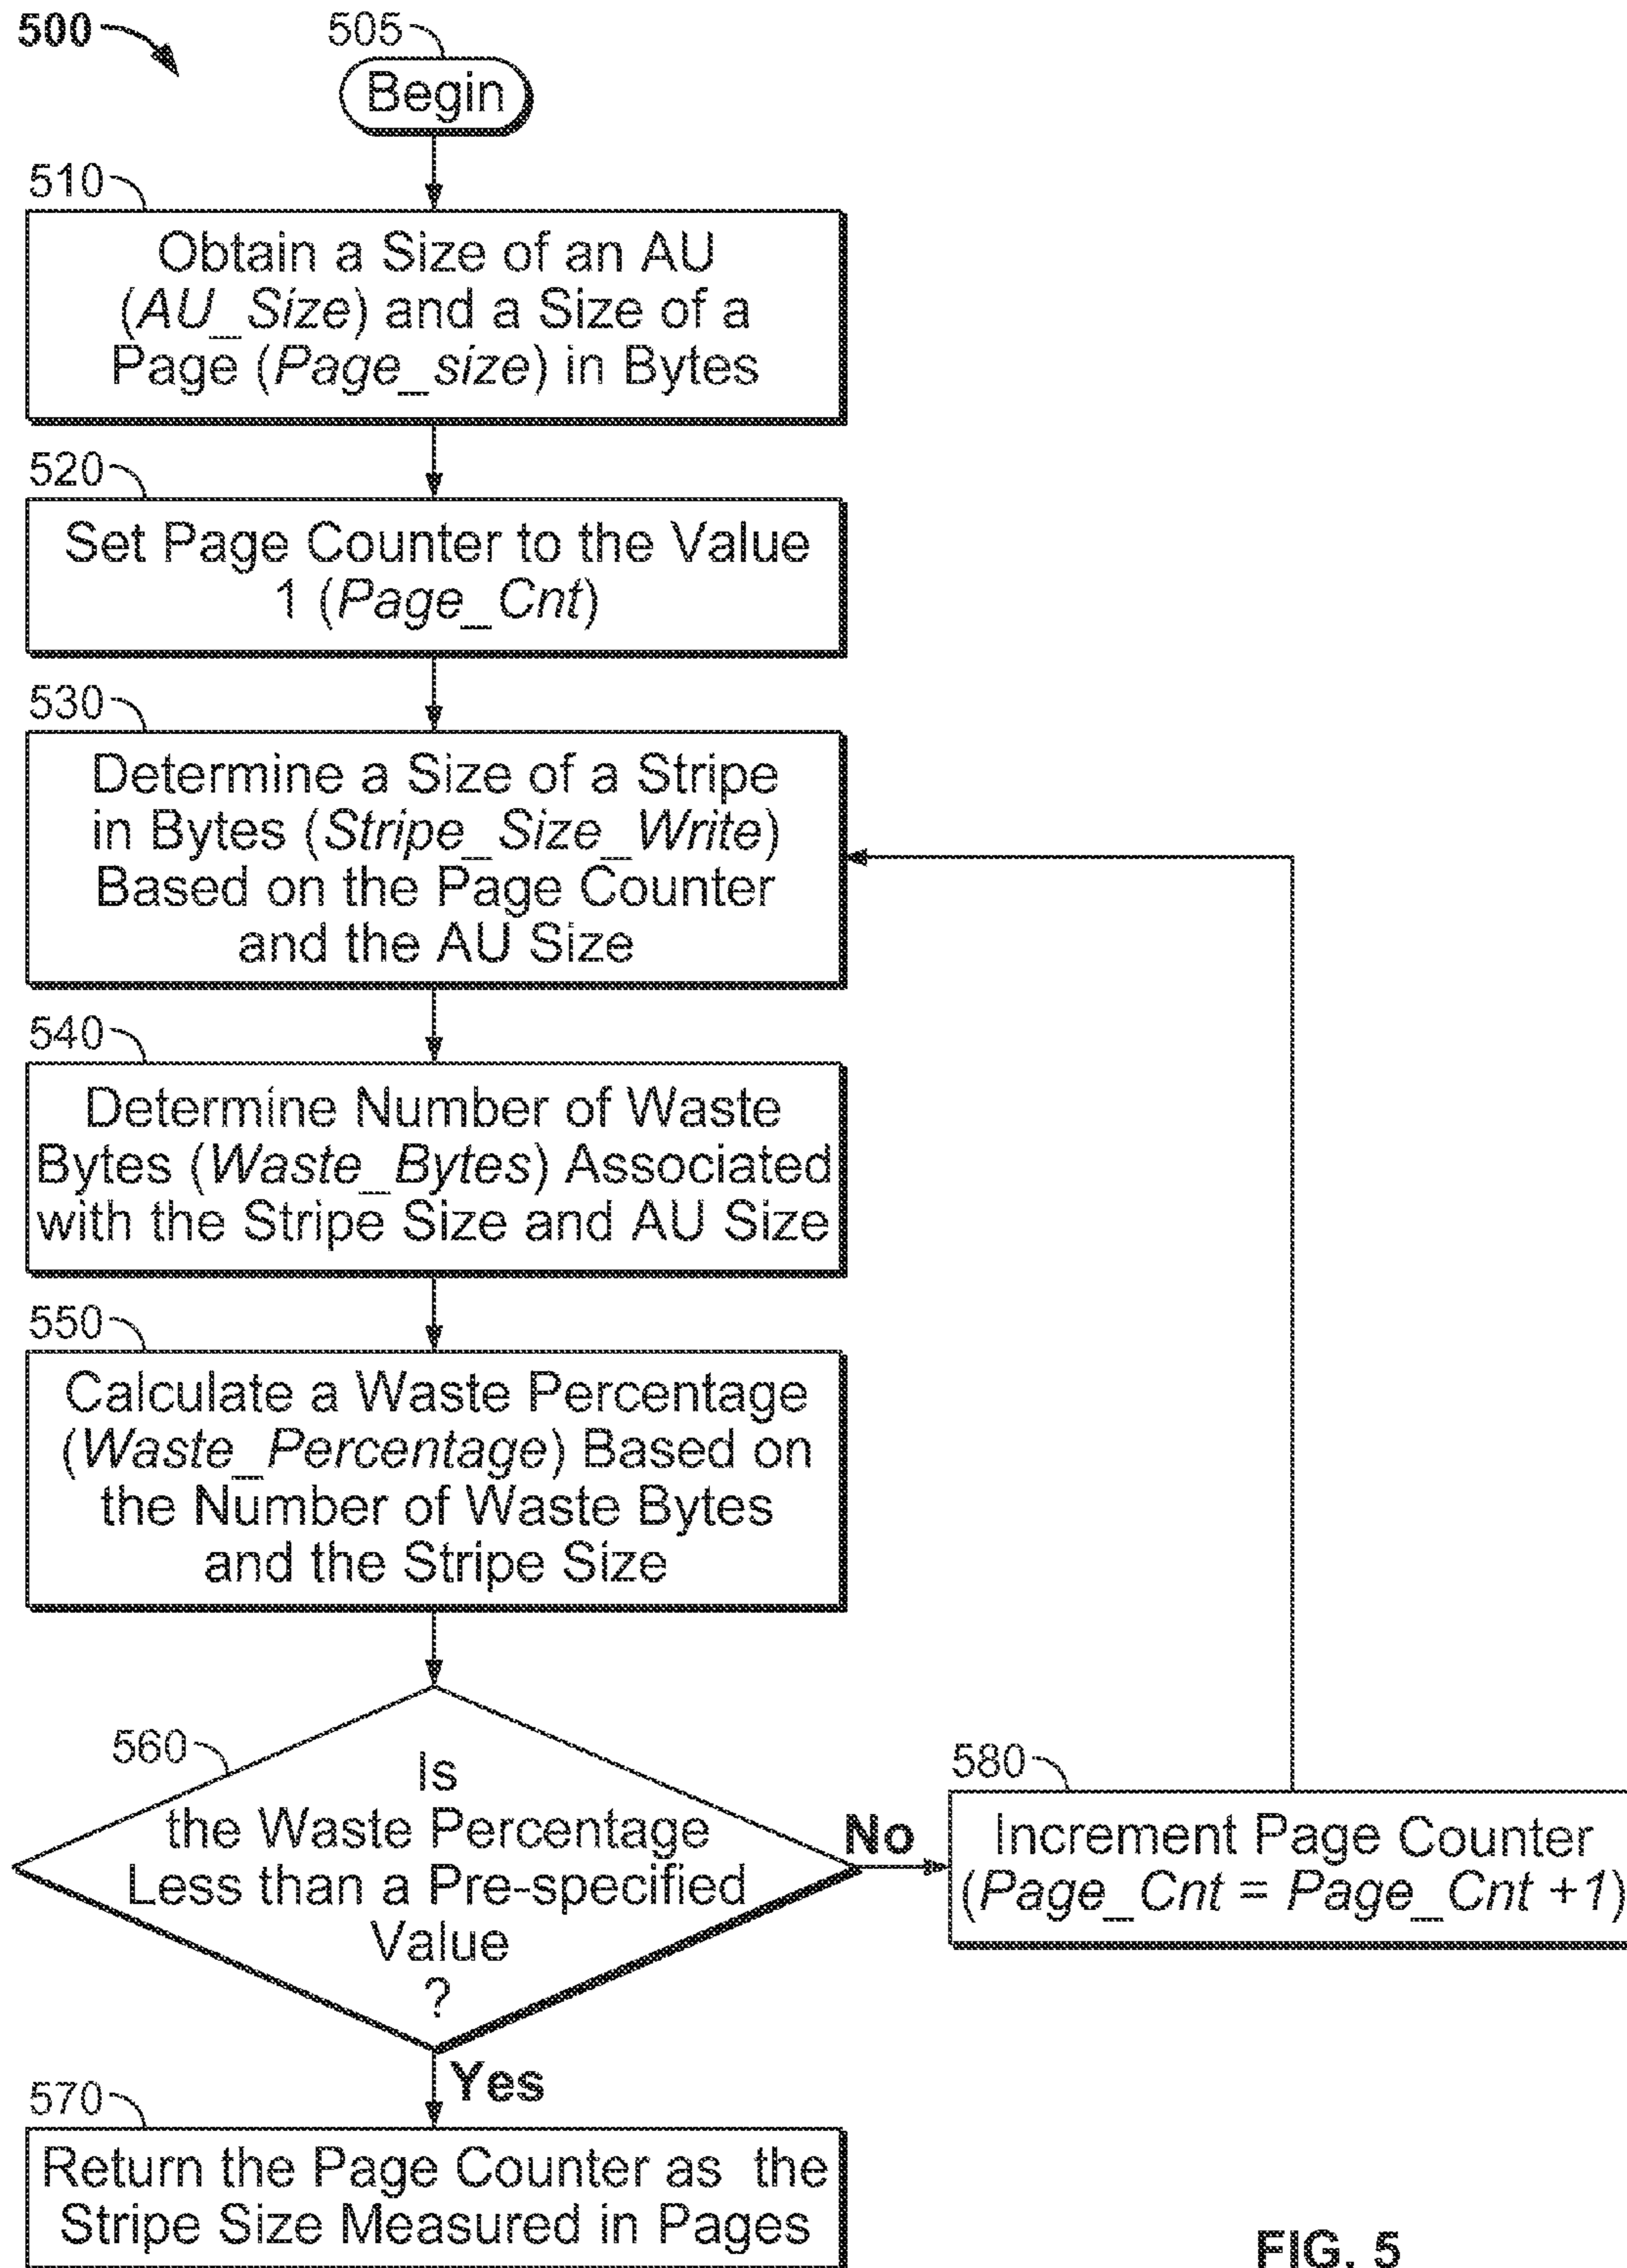 500
505
Begin
510
Obtain a Size of an AU
(AU_Size) and a Size of a
Page (Page_size) in Bytes
520
Set Page Counter to the Value
1 (Page_Cnt)
530
Determine a Size of a Stripe
in Bytes (Stripe_Size_Write)
Based on the Page Counter
and the AU Size
540
Determine Number of Waste
Bytes (Waste_Bytes) Associated
with the Stripe Size and AU Size
550
Calculate a Waste Percentage
(Waste_Percentage) Based on
the Number of Waste Bytes
and the Stripe Size
560
Is
the Waste Percentage
Less than a Pre-specified
Value
?
No
580
Increment Page Counter
(Page_Cnt = Page_Cnt +1)
Yes
570
Return the Page Counter as the
Stripe Size Measured in Pages
FIG. 5